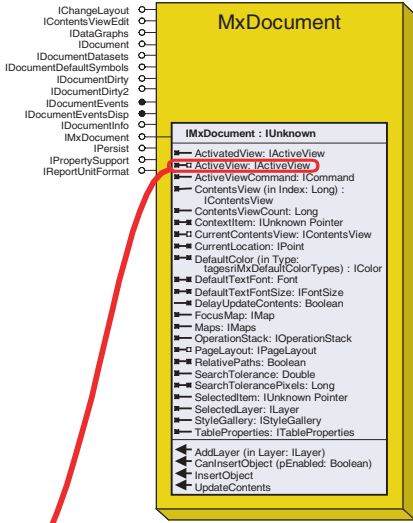 IChangeLayout
IContentsViewEdit
IDataGraphs
IDocument
IDocumentDatasets
IDocumentDefaultSymbols
IDocumentDirty
IDocumentDirty2
IDocumentEvents
IDocumentEventsDisp
IDocumentInfo
IMxDocument
IPersist
IPropertySupport
IReportUnitFormat
MxDocument
IMxDocument : IUnknown
ActivatedView: IActiveView
ActiveView: IActiveView
ActiveViewCommand: ICommand
ContentsView (in Index: Long) :
IContentsView
ContentsViewCount: Long
ContextItem: IUnknown Pointer
CurrentContentsView: IContentsView
CurrentLocation: IPoint
DefaultColor (in Type:
tagesriMxDefaultColorTypes) : IColor
DefaultTextFont: Font
DefaultTextFontSize: IFontSize
DelayUpdateContents: Boolean
FocusMap: IMap
Maps: IMaps
OperationStack: IOperationStack
PageLayout: IPageLayout
RelativePaths: Boolean
SearchTolerance: Double
SearchTolerancePixels: Long
SelectedItem: IUnknown Pointer
SelectedLayer: ILayer
StyleGallery: IStyleGallery
TableProperties: ITableProperties
AddLayer (in Layer: ILayer)
CanInsertObject (pEnabled: Boolean)
InsertObject
UpdateContents